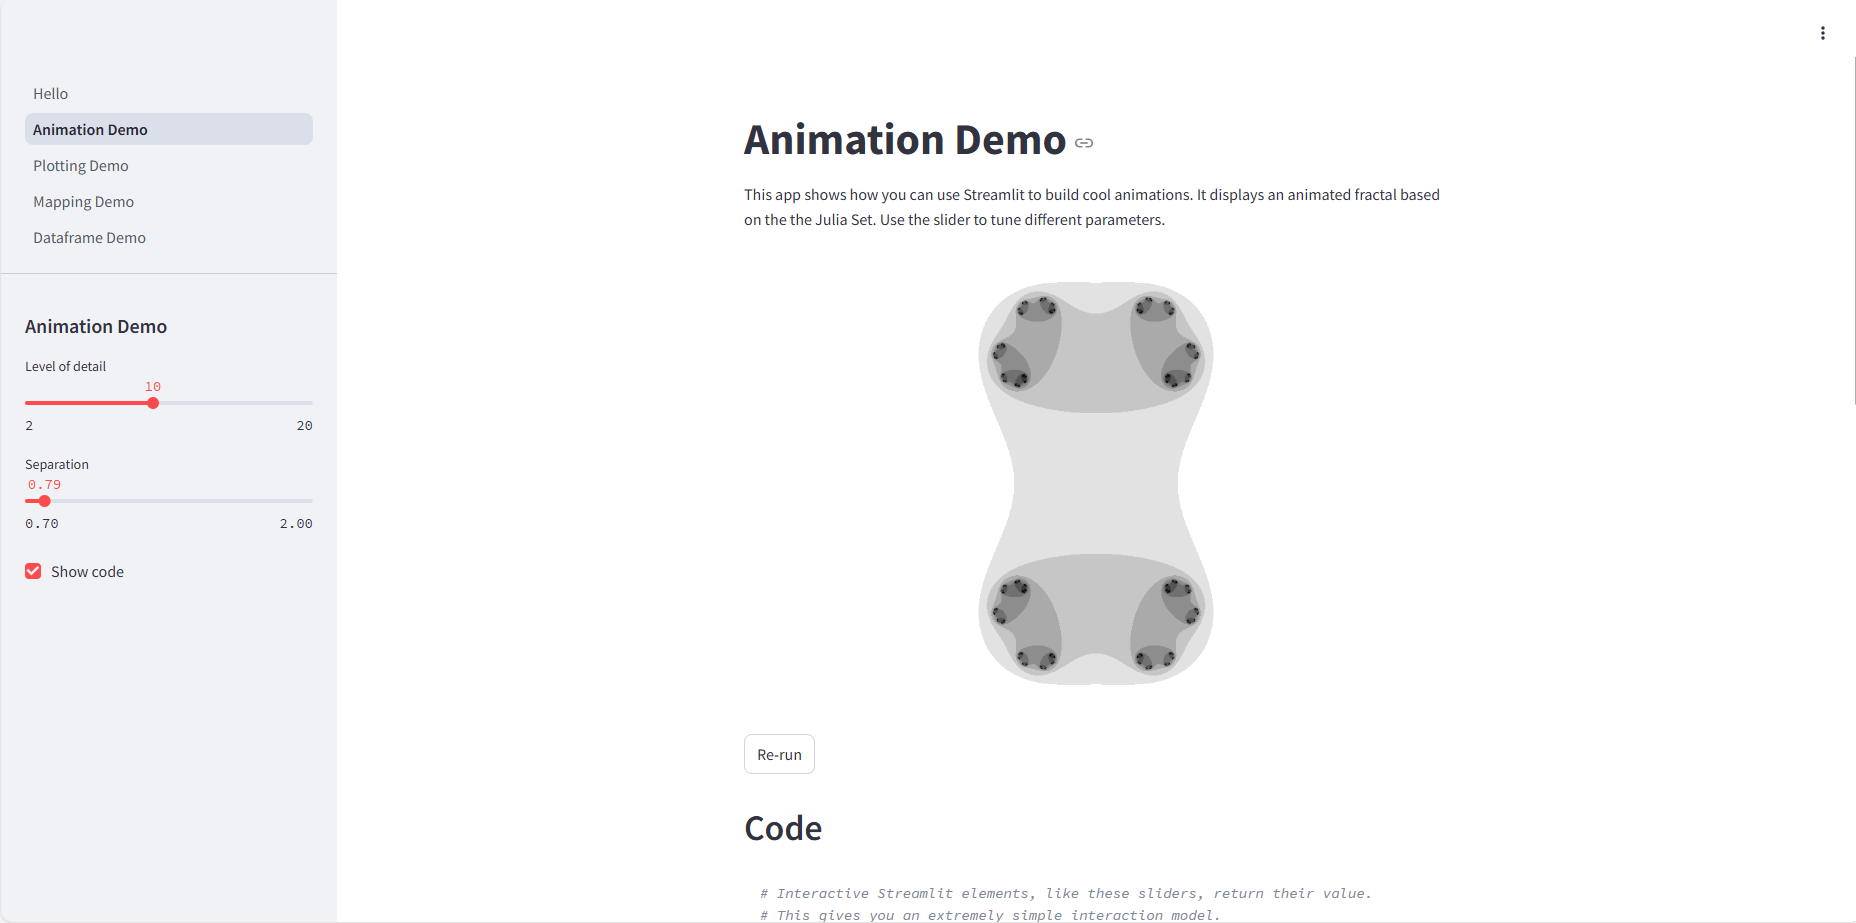 Hello
Animation Demo
Plotting Demo
Mapping Demo
Dataframe Demo
Animation Demo
Level of detail
10
2 20
Separation
0.79
0.70 2.00
Show code
Animation Demo
This app shows how you can use Streamlit to build cool animations. It displays an animated fractal based
on the the Julia Set. Use the slider to tune different parameters.
Re-run
Code
# Interactive Streamlit elements, like these sliders, return their value.
# This gives you an extremely simple interaction model.